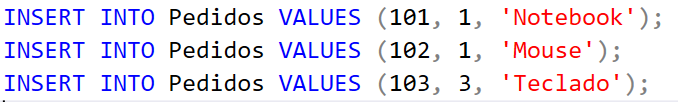 INSERT INTO Pedidos VALUES (101, 1, 'Notebook');
INSERT INTO Pedidos VALUES (102, 1, 'Mouse');
INSERT INTO Pedidos VALUES (103, 3, 'Teclado');